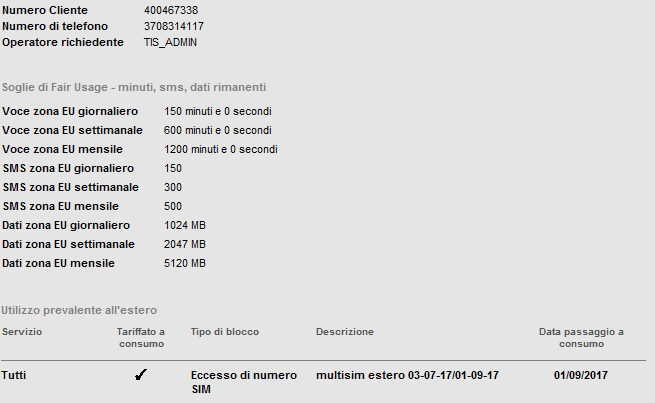 Numero Cliente 400467338
Numero di telefono 3708314117
Operatore richiedente TIS_ADMIN
Soglie di Fair Usage - minuti, sms, dati rimanenti
Voce zona EU giornaliero 150 minuti e 0 secondi
Voce zona EU settimanale 600 minuti e 0 secondi
Voce zona EU mensile 1200 minuti e 0 secondi
SMS zona EU giornaliero 150
SMS zona EU settimanale 300
SMS zona EU mensile 500
Dati zona EU giornaliero 1024 MB
Dati zona EU settimanale 2047 MB
Dati zona EU mensile 5120 MB
Utilizzo prevalente all'estero
Servizio Tariffato a Tipo di blocco Descrizione Data passaggio a
consumo consumo
Tutti ✓ Eccesso di numero multisim estero 03-07-17/01-09-17 01/09/2017
SIM